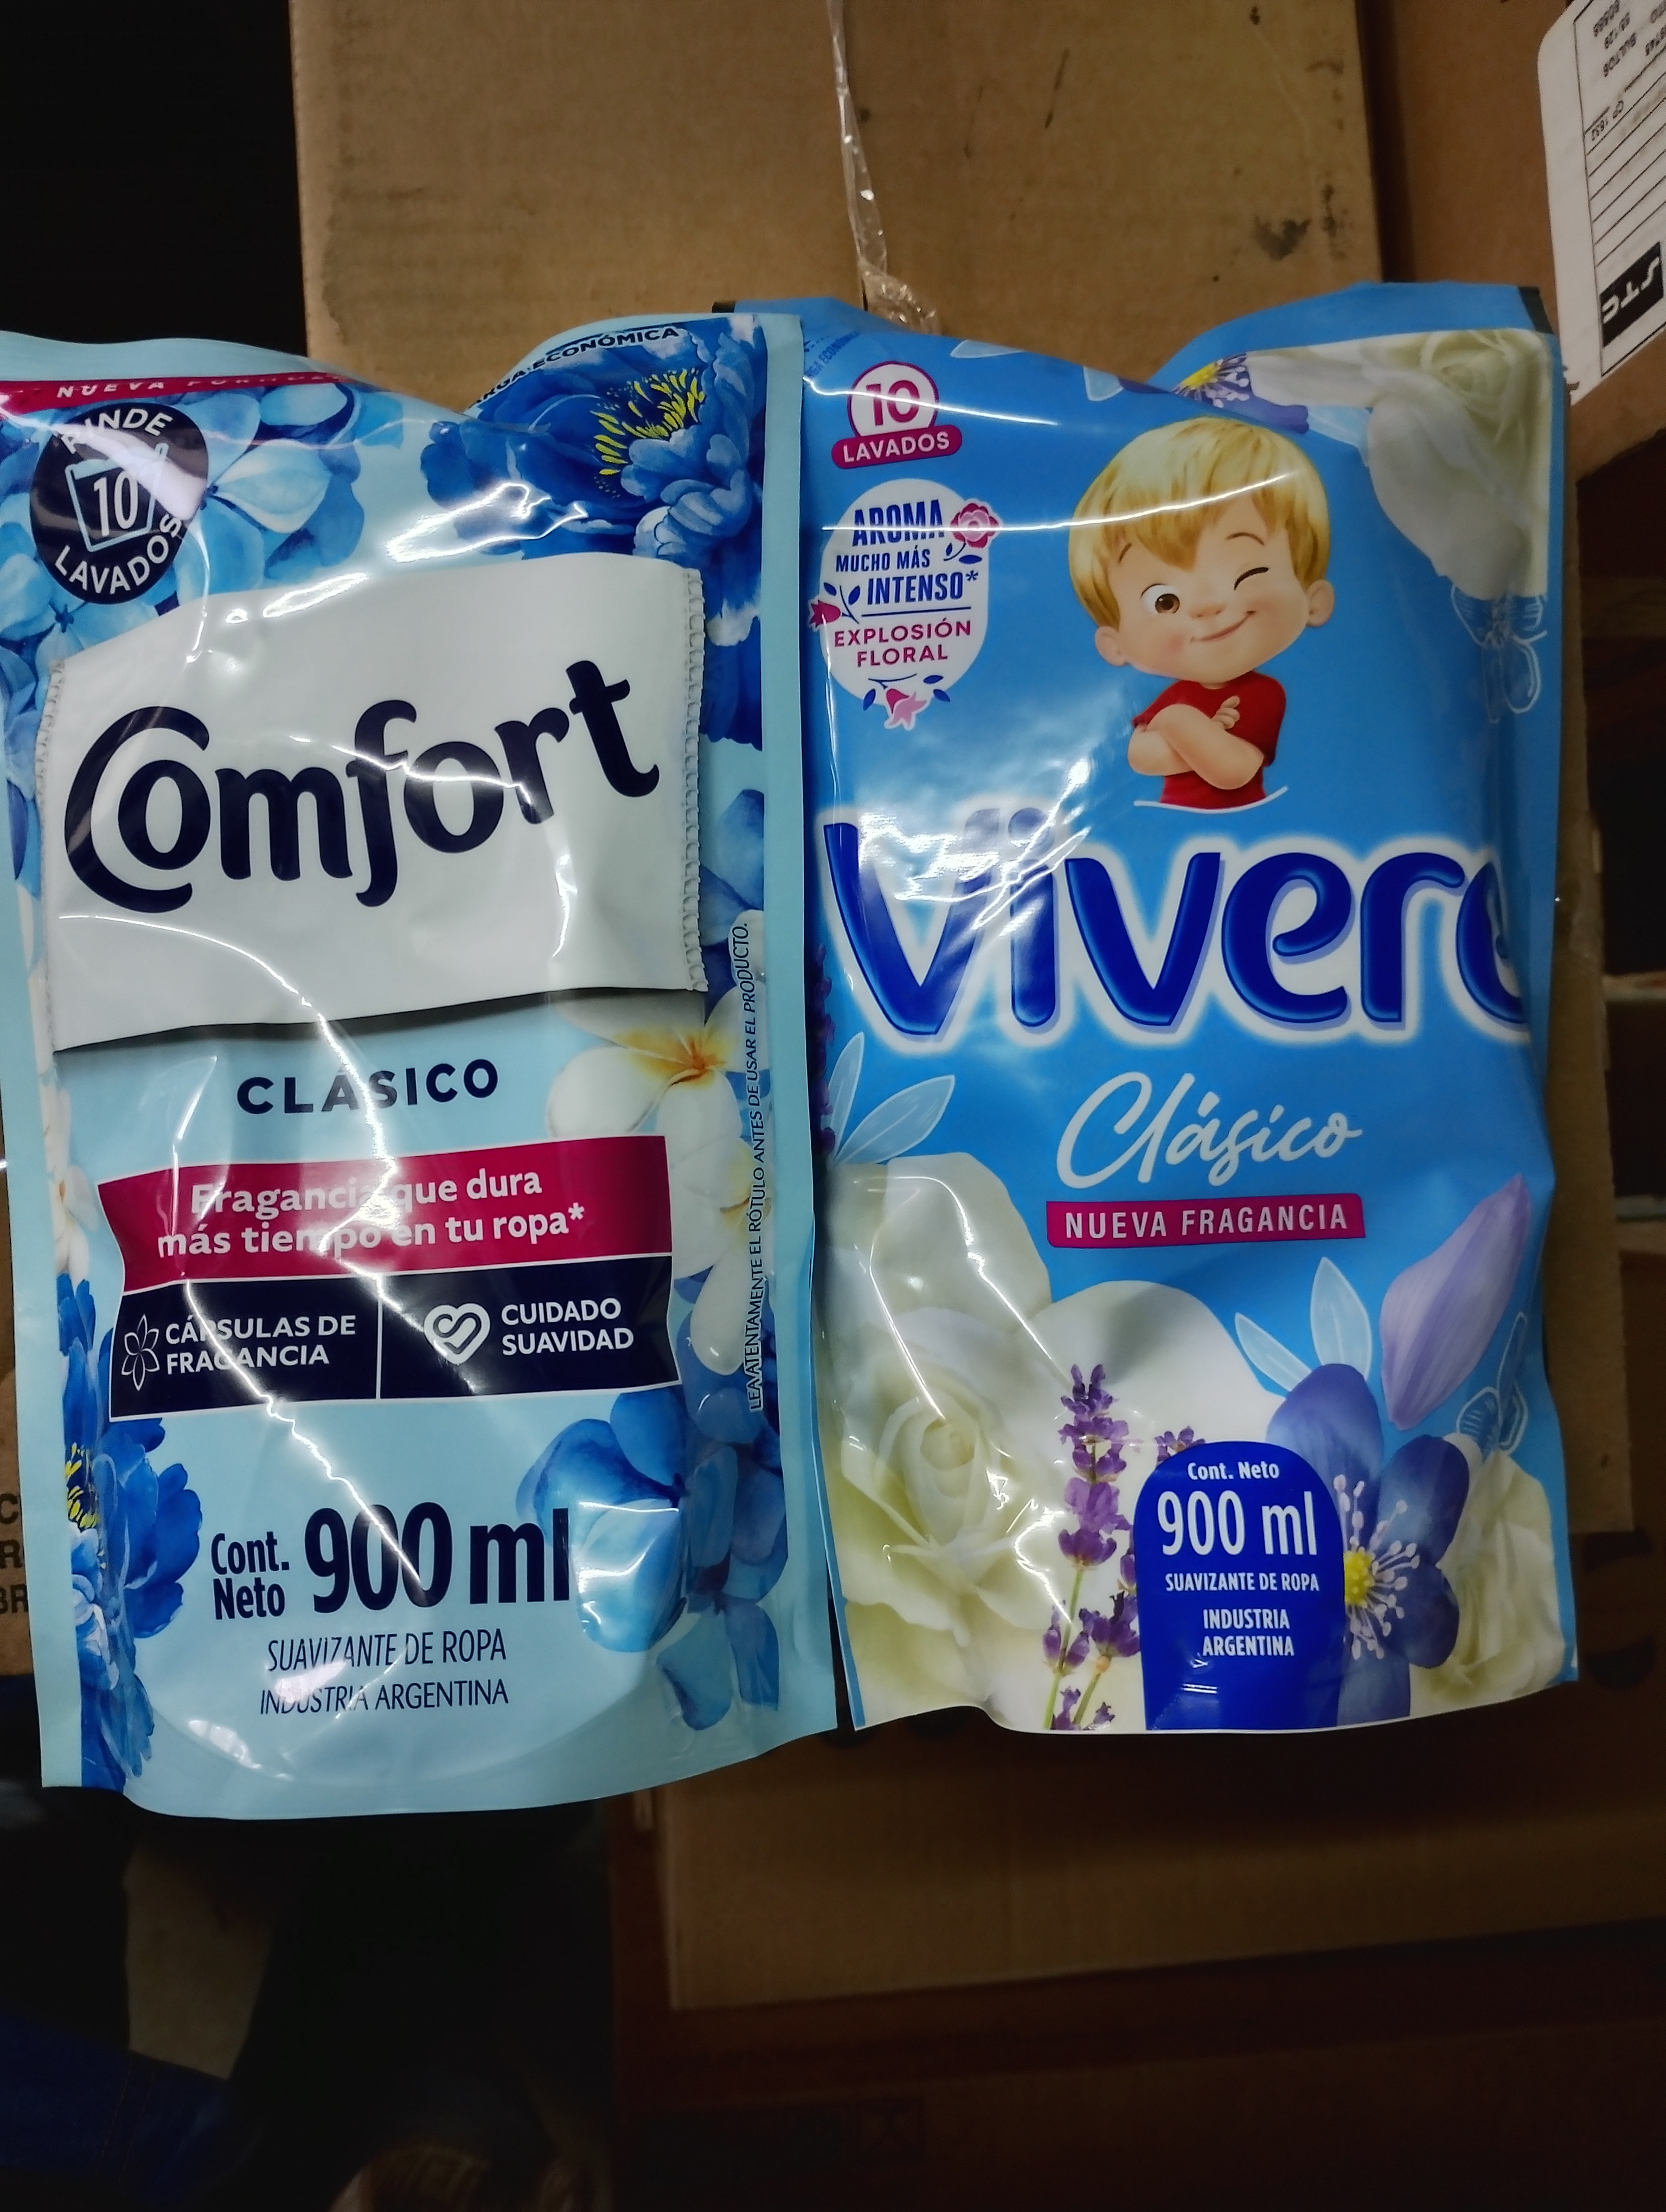 NUEVA
RINDE
10
LAVADOS
ECONÓMICA
Comfort
CLÁSICO
Fragancia que dura
más tiempo en tu ropa*
CÁPSULAS DE
FRAGANCIA
CUIDADO
SUAVIDAD
Cont.
Neto
900 ml
SUAVIZANTE DE ROPA
INDUSTRIA ARGENTINA
LEA ATENTAMENTE EL RÓTULO ANTES DE USAR EL PRODUCTO.
10
LAVADOS
AROMA
MUCHO MÁS
INTENSO*
EXPLOSIÓN
FLORAL
Vivere
Clásico
NUEVA FRAGANCIA
Cont. Neto
900 ml
SUAVIZANTE DE ROPA
INDUSTRIA
ARGENTINA
BULTOS
CP 1832